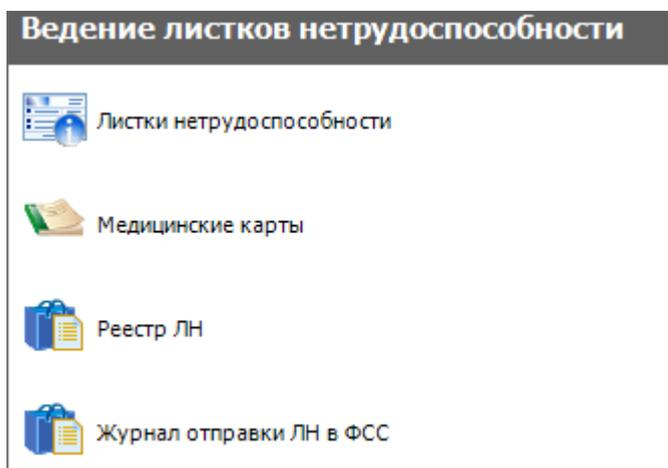 Ведение листков нетрудоспособности
Листки нетрудоспособности
Медицинские карты
Реестр ЛН
Журнал отправки ЛН в ФСС